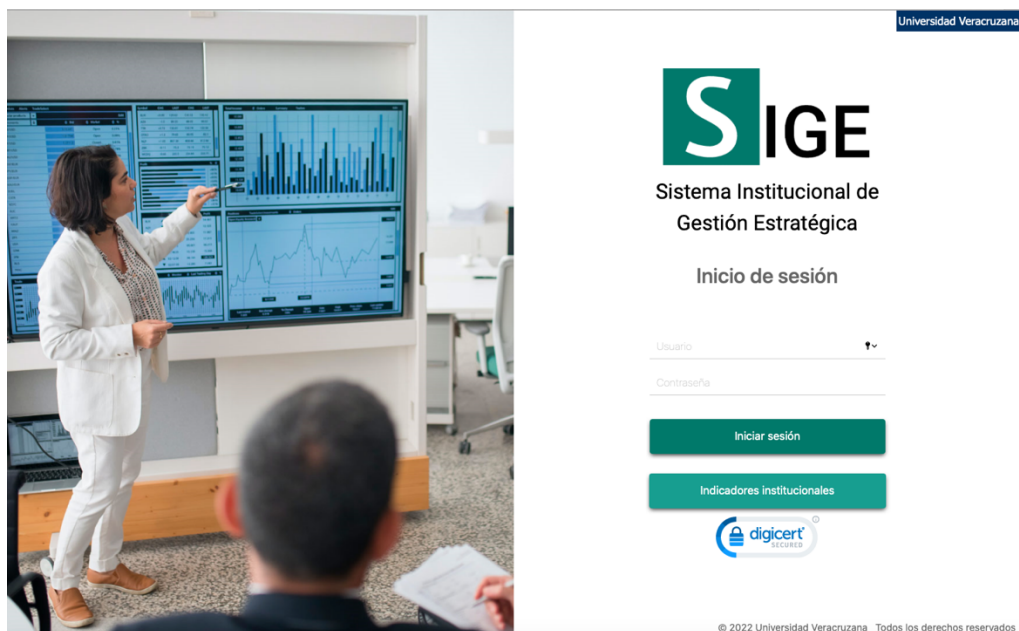 Universidad Veracruzana
SIGE
Sistema Institucional de
Gestión Estratégica
Inicio de sesión
Usuario
Contraseña
Iniciar sesión
Indicadores institucionales
digicert
SECURED
© 2022 Universidad Veracruzana Todos los derechos reservados